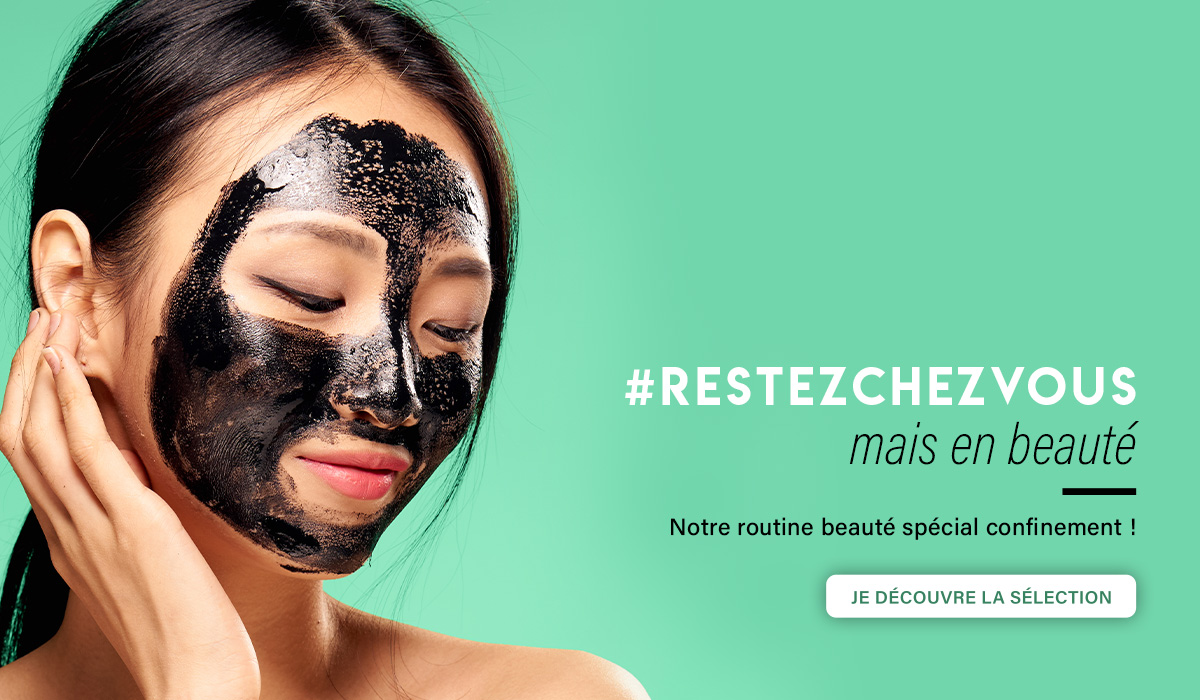 #RESTEZCHEZVOUS
mais en beauté
Notre routine beauté spécial confinement !
JE DÉCOUVRE LA SÉLECTION